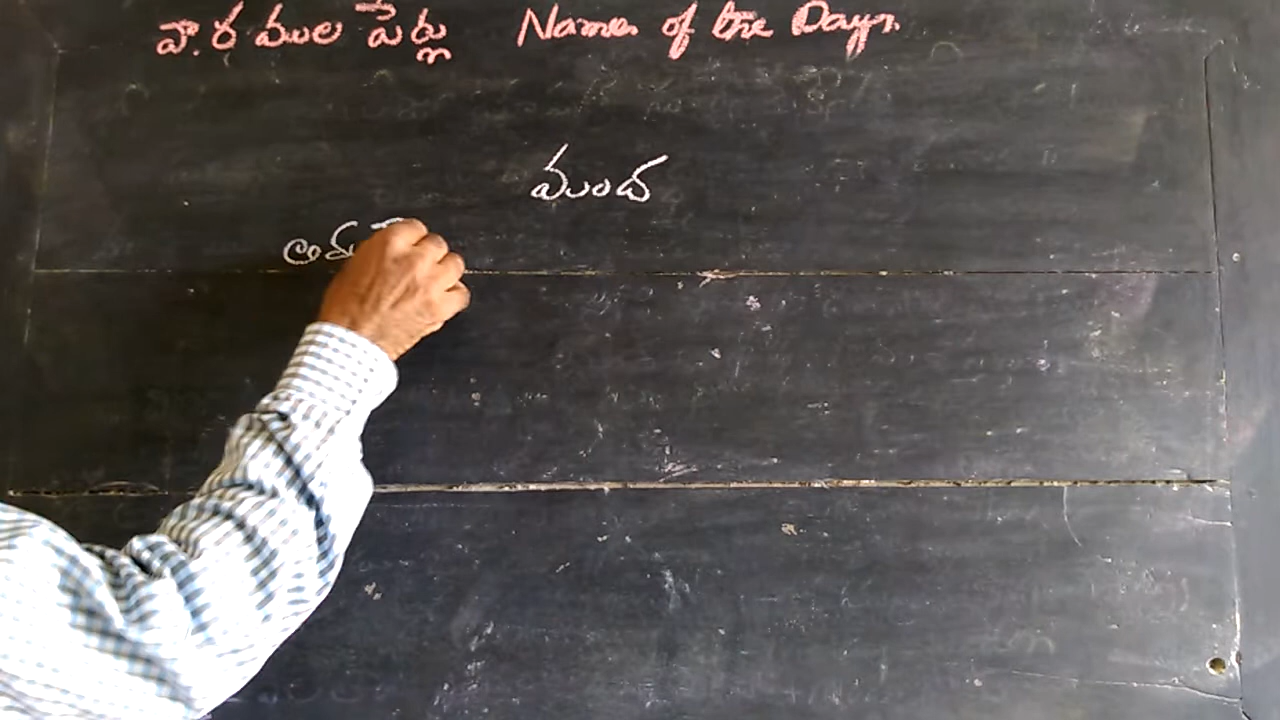 వారముల పేర్లు Names of the Days.
ముంద